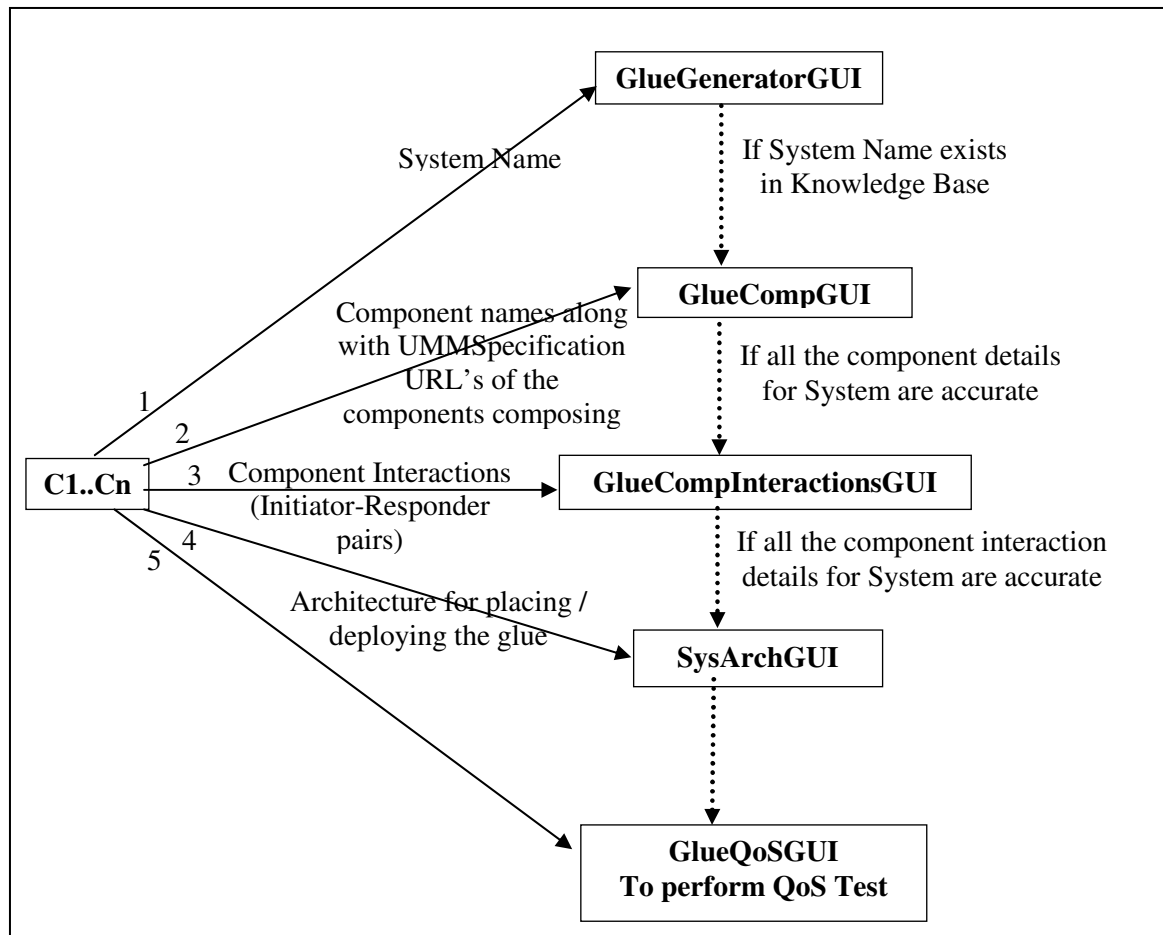 GlueGeneratorGUI
System Name
If System Name exists
in Knowledge Base
GlueCompGUI
Component names along
with UMMSpecification
URL's of the
components composing
If all the component details
for System are accurate
1
2
C1..Cn
3
Component Interactions
(Initiator-Responder
pairs)
GlueCompInteractionsGUI
4
5
If all the component interaction
details for System are accurate
Architecture for placing /
deploying the glue
SysArchGUI
GlueQoSGUI
To perform QoS Test